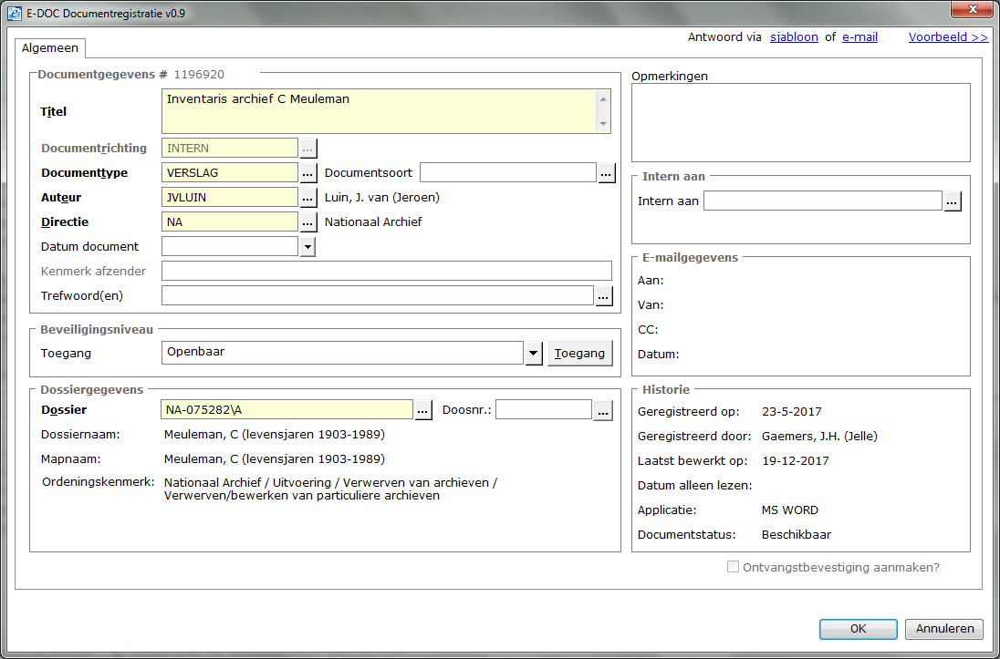 E-DOC Documentregistratie v0.9
Antwoord via sjabloon of e-mail Voorbeeld >>
Algemeen
Documentgegevens # 1196920
Titel Inventaris archief C Meuleman
Documentrichting INTERN ...
Documenttype VERSLAG ... Documentsoort ...
Auteur JVLUIN ... Luin, J. van (Jeroen)
Directie NA ... Nationaal Archief
Datum document
Kenmerk afzender
Trefwoord(en) ...
Beveiligingsniveau
Toegang Openbaar Toegang
Dossiergegevens
Dossier NA-075282\A ... Doosnr.: ...
Dossiernaam: Meuleman, C (levensjaren 1903-1989)
Mapnaam: Meuleman, C (levensjaren 1903-1989)
Ordeningskenmerk: Nationaal Archief / Uitvoering / Verwerven van archieven /
Verwerven/bewerken van particuliere archieven
Opmerkingen
Intern aan
Intern aan ...
E-mailgegevens
Aan:
Van:
CC:
Datum:
Historie
Geregistreerd op: 23-5-2017
Geregistreerd door: Gaemers, J.H. (Jelle)
Laatst bewerkt op: 19-12-2017
Datum alleen lezen:
Applicatie: MS WORD
Documentstatus: Beschikbaar
Ontvangstbevestiging aanmaken?
OK Annuleren